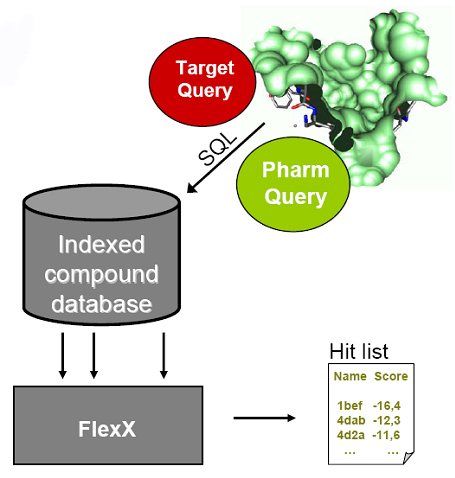 Target
Query
SQL
Pharm
Query
Indexed
compound
database
FlexX
Hit list
Name Score
1bef -16,4
4dab -12,3
4d2a -11,6
... ...